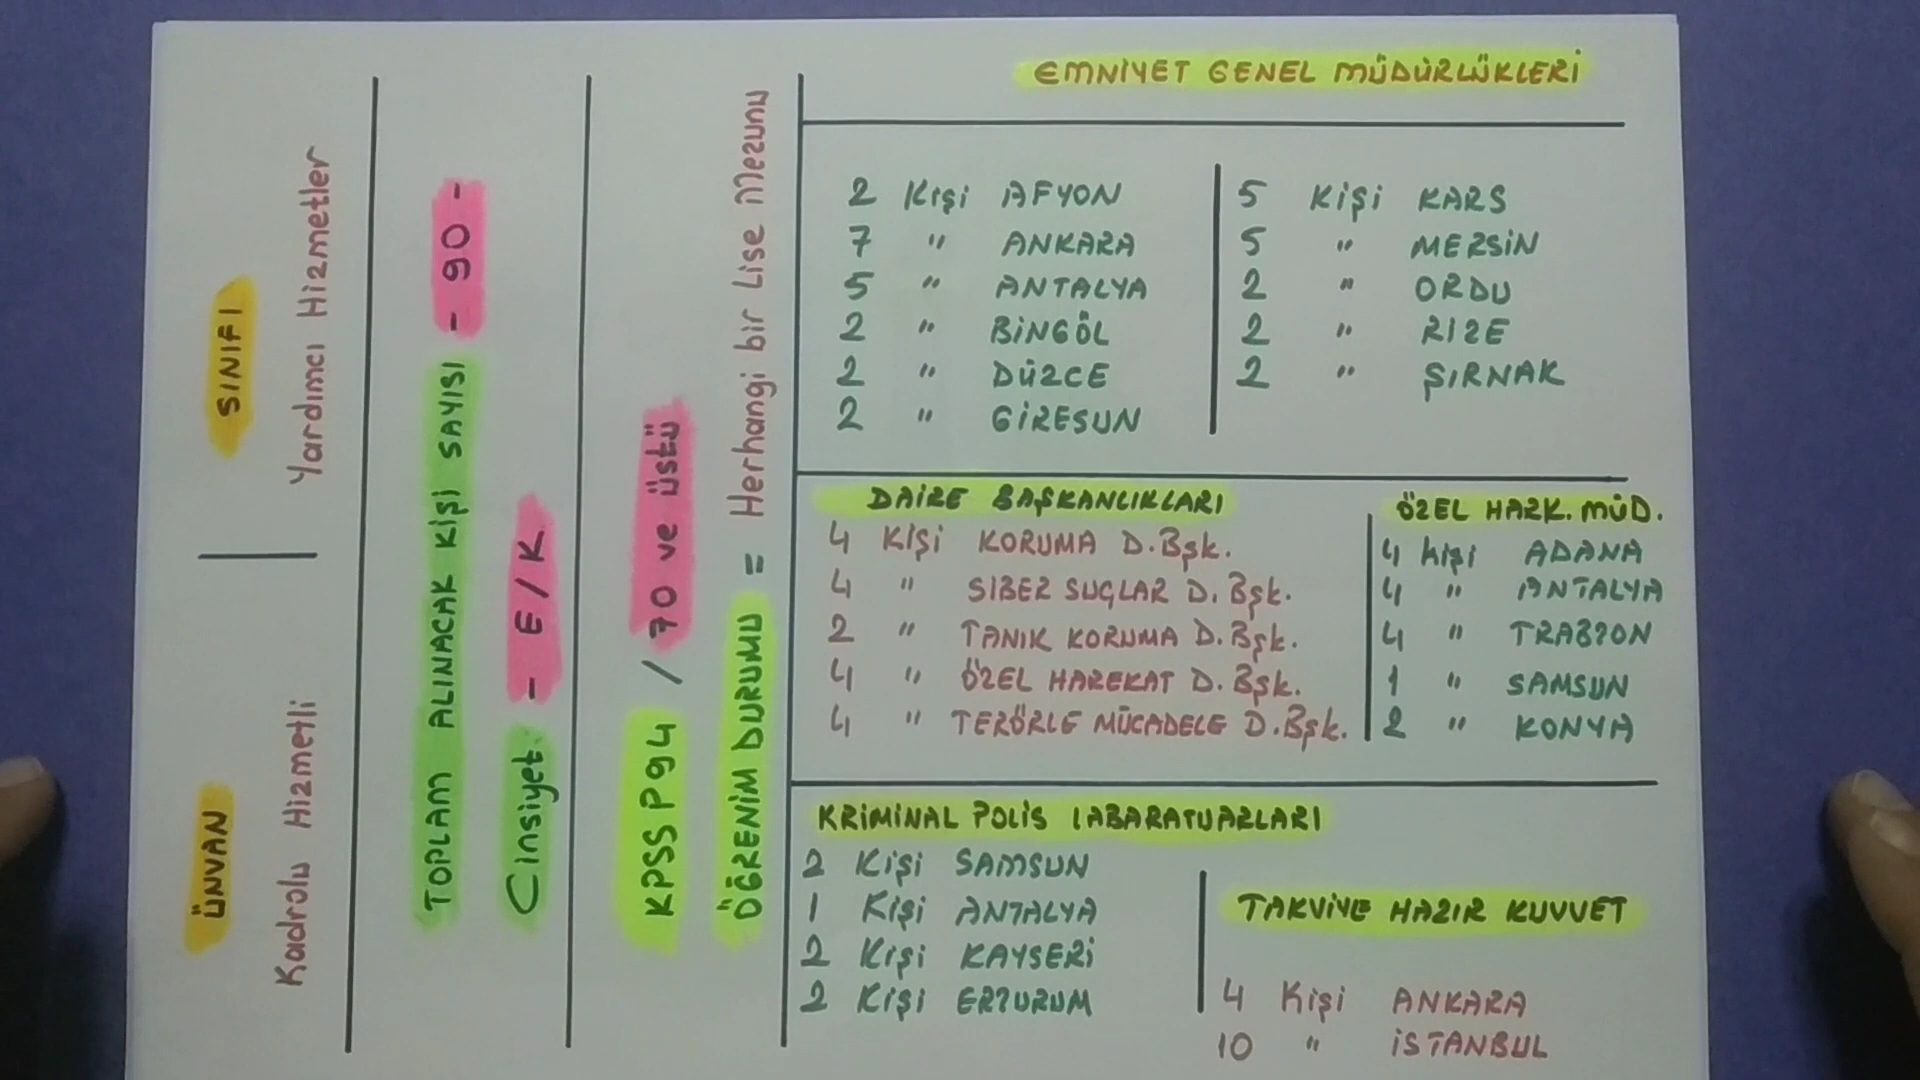 ÜNVAN
Kadrolu Hizmetli
SINIFI
Yardımcı Hizmetler
TOPLAM ALINACAK KİŞİ SAYISI - 90 -
Cinsiyet - E/K
KPSS P94 / 70 ve üstü
ÖĞRENİM DURUMU = Herhangi bir Lise Mezunu
EMNİYET GENEL MÜDÜRLÜKLERİ
2 Kişi AFYON
7 " ANKARA
5 " ANTALYA
2 " BİNGÖL
2 " DÜZCE
2 " GİRESUN
5 Kişi KARS
5 " MERSİN
2 " ORDU
2 " RIZE
2 " ŞIRNAK
DAİRE BAŞKANLIKLARI
4 Kişi KORUMA D.Bşk.
4 " SIBER SUÇLAR D.Bşk.
2 " TANIK KORUMA D.Bşk.
4 " ÖZEL HAREKAT D.Bşk.
4 " TERÖRLE MÜCADELE D.Bşk.
ÖZEL HARK. MÜD.
4 kişi ADANA
4 " ANTALYA
4 " TRABZON
1 " SAMSUN
2 " KONYA
KRİMİNAL POLİS LABARATUARLARI
2 Kişi SAMSUN
1 Kişi ANTALYA
2 Kişi KAYSERİ
2 Kişi ERZURUM
TAKVİYE HAZIR KUVVET
4 Kişi ANKARA
10 " İSTANBUL